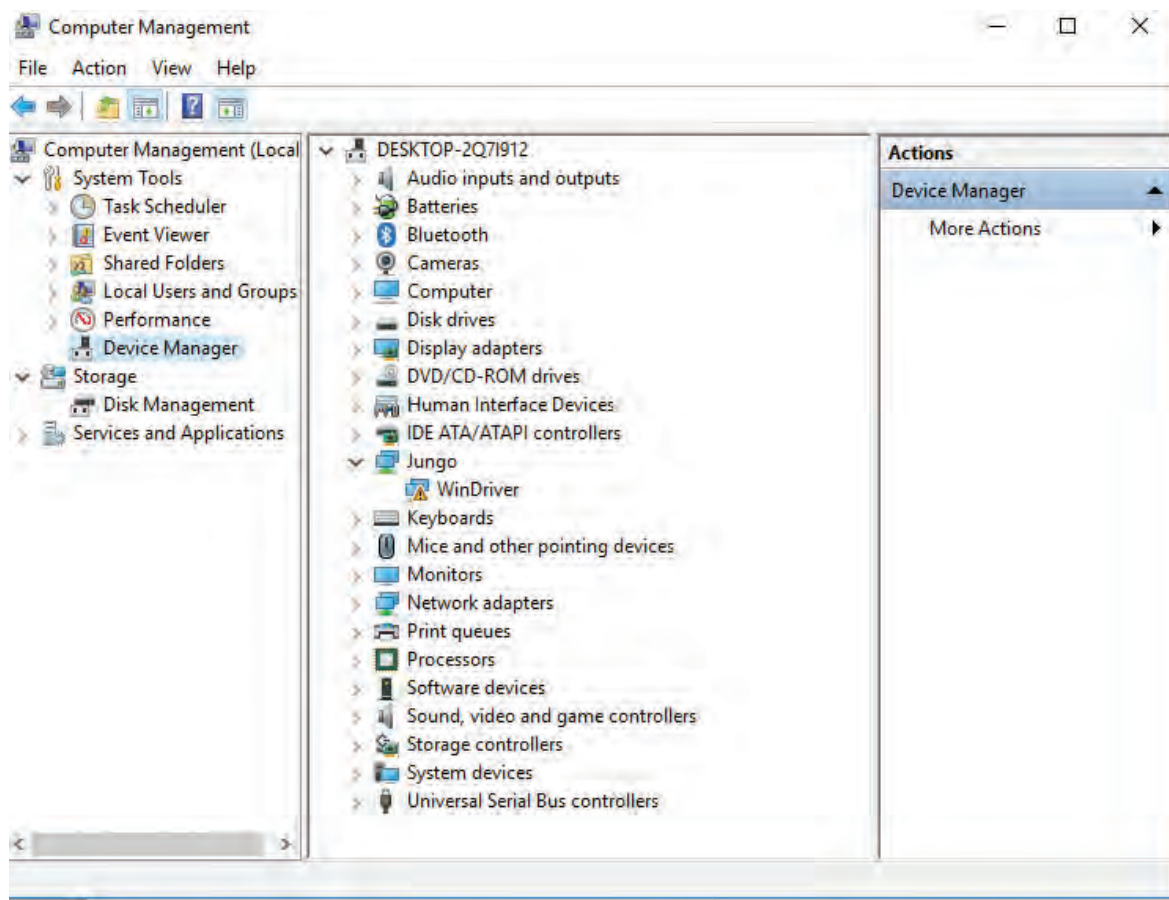 Computer Management
File Action View Help
Computer Management (Local
System Tools
Task Scheduler
Event Viewer
Shared Folders
Local Users and Groups
Performance
Device Manager
Storage
Disk Management
Services and Applications
DESKTOP-2Q7I912
Audio inputs and outputs
Batteries
Bluetooth
Cameras
Computer
Disk drives
Display adapters
DVD/CD-ROM drives
Human Interface Devices
IDE ATA/ATAPI controllers
Jungo
WinDriver
Keyboards
Mice and other pointing devices
Monitors
Network adapters
Print queues
Processors
Software devices
Sound, video and game controllers
Storage controllers
System devices
Universal Serial Bus controllers
Actions
Device Manager
More Actions